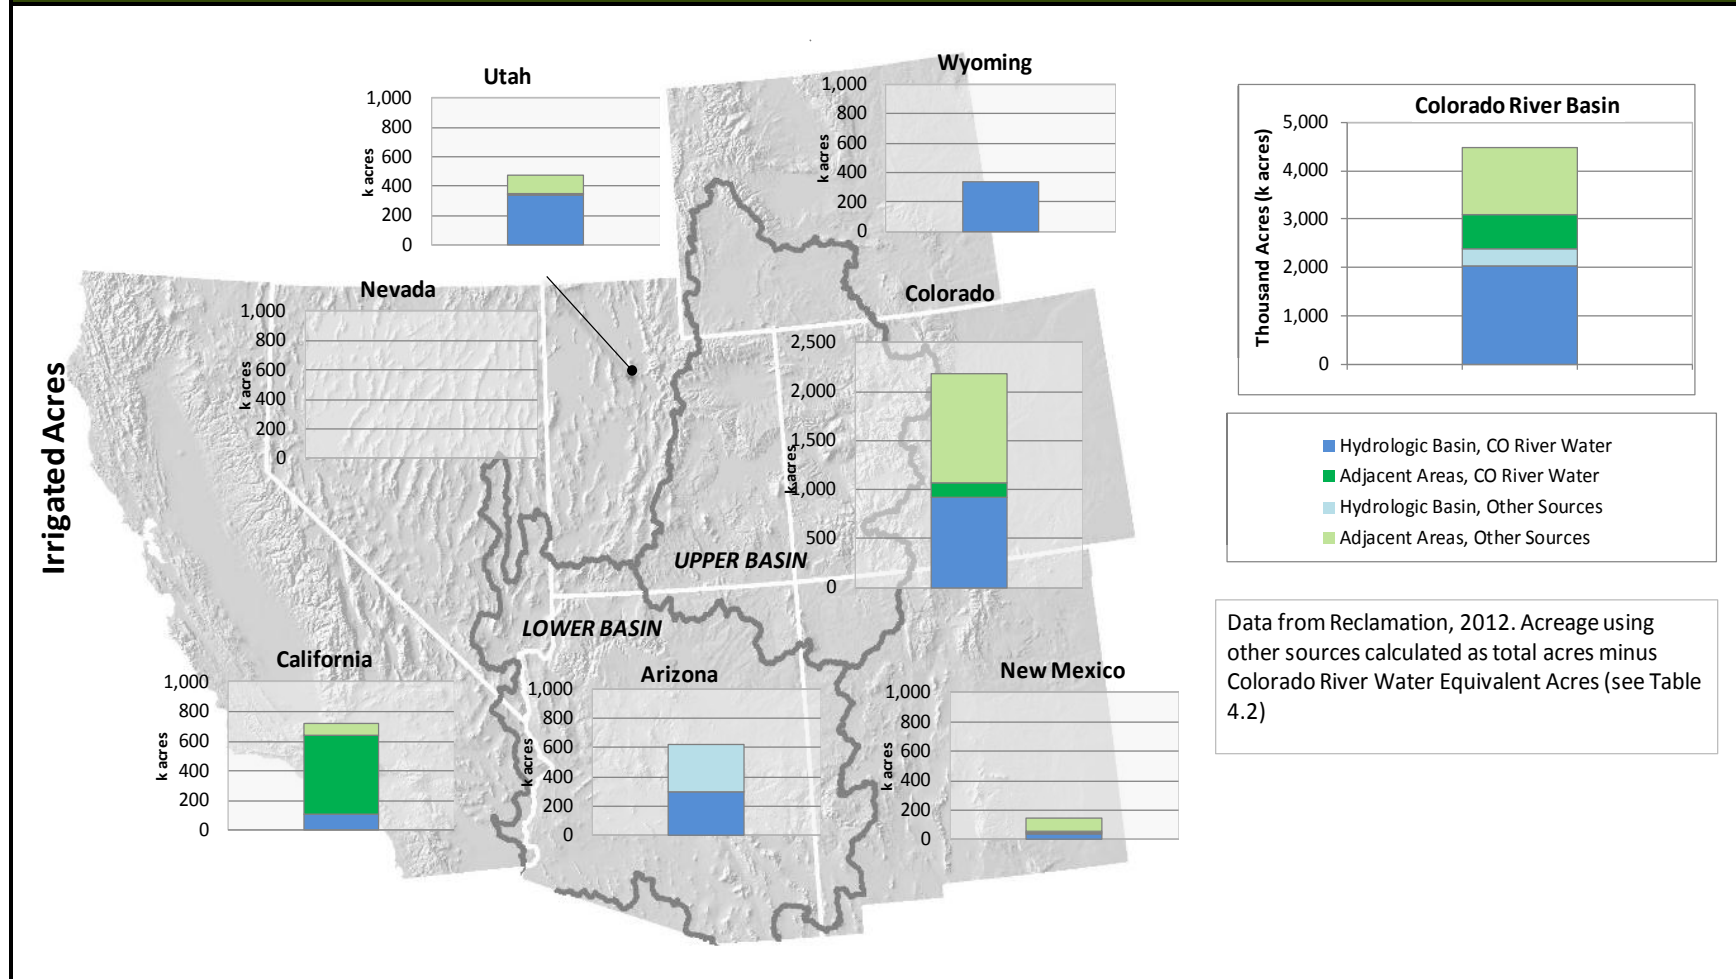 Irrigated Acres
Utah
k acres
1,000
800
600
400
200
0
Wyoming
k acres
1,000
800
600
400
200
0
Nevada
k acres
1,000
800
600
400
200
0
Colorado
k acres
2,500
2,000
1,500
1,000
500
0
UPPER BASIN
LOWER BASIN
California
k acres
1,000
800
600
400
200
0
Arizona
k acres
1,000
800
600
400
200
0
New Mexico
k acres
1,000
800
600
400
200
0
Colorado River Basin
Thousand Acres (k acres)
5,000
4,000
3,000
2,000
1,000
0
Hydrologic Basin, CO River Water
Adjacent Areas, CO River Water
Hydrologic Basin, Other Sources
Adjacent Areas, Other Sources
Data from Reclamation, 2012. Acreage using
other sources calculated as total acres minus
Colorado River Water Equivalent Acres (see Table
4.2)